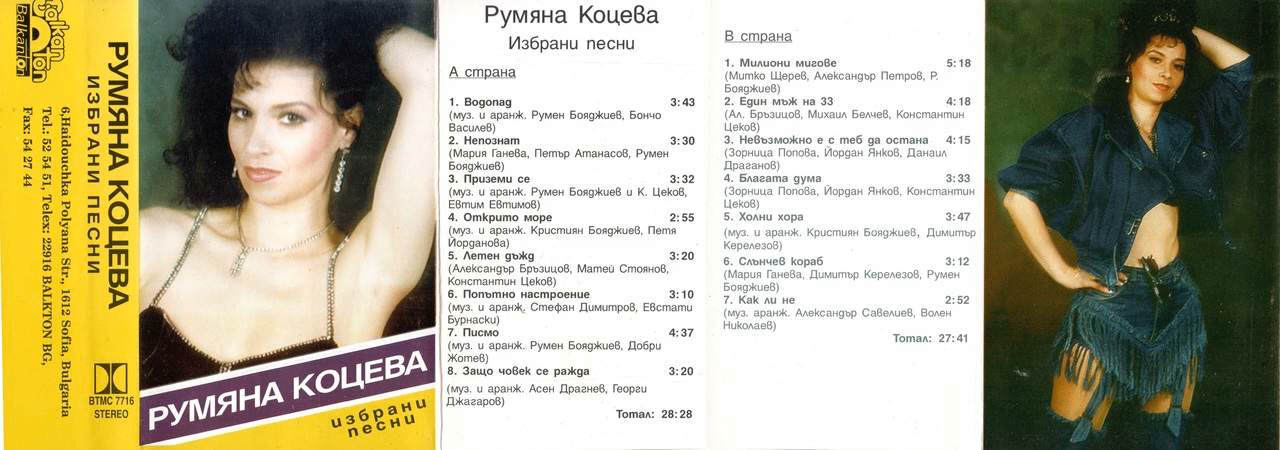 Balkanton
Balkanton
6,Haidouchka Polyana Str., 1612 Sofia, Bulgaria
Tel.: 52 54 51, Telex: 22916 BALKTON BG,
Fax: 54 27 44
РУМЯНА КОЦЕВА
ИЗБРАНИ ПЕСНИ
BTMC 7716
STEREO
РУМЯНА КОЦЕВА
избрани
песни
Румяна Коцева
Избрани песни
А страна
1. Водопад 3:43
(муз. и аранж. Румен Бояджиев, Бончо
Василев)
2. Непознат 3:30
(Мария Ганева, Петър Атанасов, Румен
Бояджиев)
3. Приземи се 3:32
(муз. и аранж. Румен Бояджиев и К. Цеков,
Евтим Евтимов)
4. Открито море 2:55
(муз. и аранж. Кристиян Бояджиев, Петя
Йорданова)
5. Летен дъжд 3:20
(Александър Бръзицов, Матей Стоянов,
Константин Цеков)
6. Попътно настроение 3:10
(муз. и аранж. Стефан Димитров, Евстати
Бурнаски)
7. Писмо 4:37
(муз. и аранж. Румен Бояджиев, Добри
Жотев)
8. Защо човек се ражда 3:20
(муз. и аранж. Асен Драгнев, Георги
Джагаров)
Тотал: 28:28
В страна
1. Милиони мигове 5:18
(Митко Щерев, Александър Петров, Р.
Бояджиев)
2. Един мъж на 33 4:18
(Ал. Бръзицов, Михаил Белчев, Константин
Цеков)
3. Невъзможно е с теб да остана 4:15
(Зорница Попова, Йордан Янков, Данаил
Драганов)
4. Благата дума 3:33
(Зорница Попова, Йордан Янков, Константин
Цеков)
5. Холни хора 3:47
(муз. и аранж. Кристиян Бояджиев, Димитър
Керелезов)
6. Слънчев кораб 3:12
(Мария Ганева, Димитър Керелезов, Румен
Бояджиев)
7. Как ли не 2:52
(муз. и аранж. Александър Савелиев, Волен
Николаев)
Тотал: 27:41